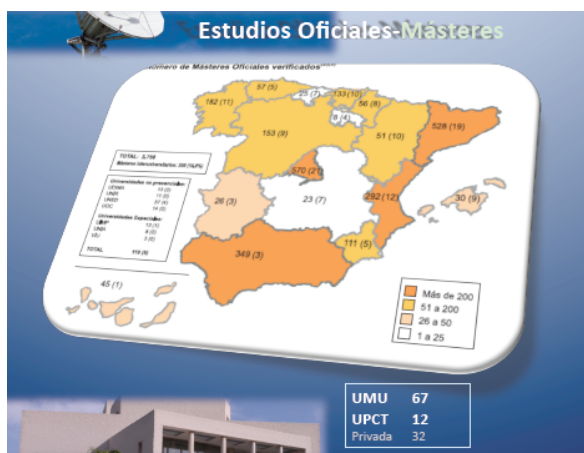 Estudios Oficiales-Másteres
Número de Másteres Oficiales verificados
57 (5)
25 (7)
133 (10)
182 (11)
56 (8)
8 (4)
528 (19)
153 (9)
51 (10)
TOTAL: 2,758
570 (21)
Universidades no presenciales:
UNED
UOC
26 (3)
23 (7)
292 (12)
30 (9)
Universidades Especiales:
UNIA
TOTAL
349 (3)
111 (5)
45 (1)
Más de 200
51 a 200
26 a 50
1 a 25
UMU 67
UPCT 12
Privada 32